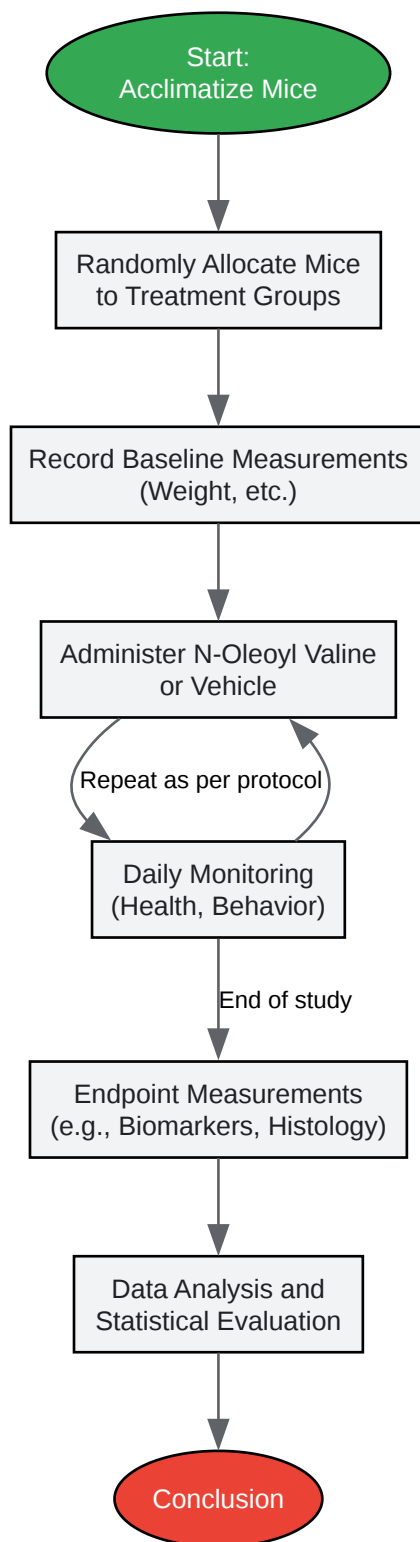 Start:
Acclimatize Mice
Randomly Allocate Mice
to Treatment Groups
Record Baseline Measurements
(Weight, etc.)
Administer N-Oleoyl Valine
or Vehicle
Repeat as per protocol
Daily Monitoring
(Health, Behavior)
End of study
Endpoint Measurements
(e.g., Biomarkers, Histology)
Data Analysis and
Statistical Evaluation
Conclusion